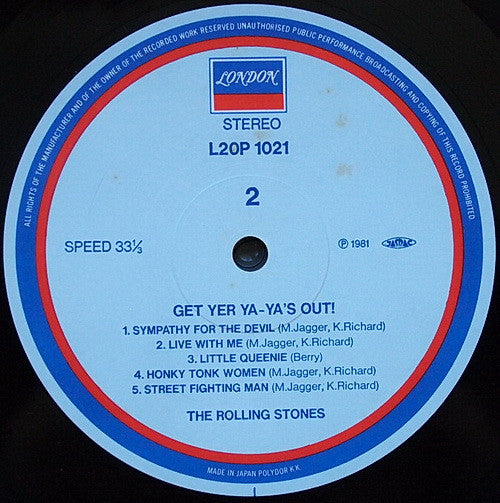 ALL RIGHTS OF THE MANUFACTURER AND OF THE OWNER OF THE RECORDED WORK RESERVED UNAUTHORISED PUBLIC PERFORMANCE BROADCASTING AND COPYING OF THIS RECORD PROHIBITED
LONDON
STEREO
L20P 1021
2
SPEED 33⅓
Ⓟ 1981 JASRAC
GET YER YA-YA'S OUT!
1. SYMPATHY FOR THE DEVIL (M.Jagger, K.Richard)
2. LIVE WITH ME (M.Jagger, K.Richard)
3. LITTLE QUEENIE (Berry)
4. HONKY TONK WOMEN (M.Jagger, K.Richard)
5. STREET FIGHTING MAN (M.Jagger, K.Richard)
THE ROLLING STONES
MADE IN JAPAN POLYDOR K.K.